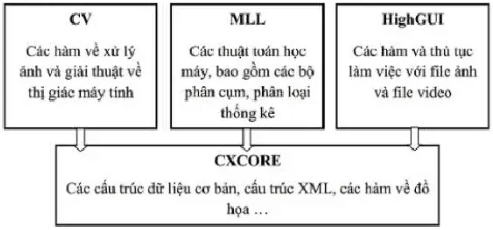 CV
Các hàm về xử lý
ảnh và giải thuật về
thị giác máy tính
MLL
Các thuật toán học
máy, bao gồm các bộ
phân cụm, phân loại
thống kê
HighGUI
Các hàm và thủ tục
làm việc với file ảnh
và file video
CXCORE
Các cấu trúc dữ liệu cơ bản, cấu trúc XML, các hàm về đồ
họa ...